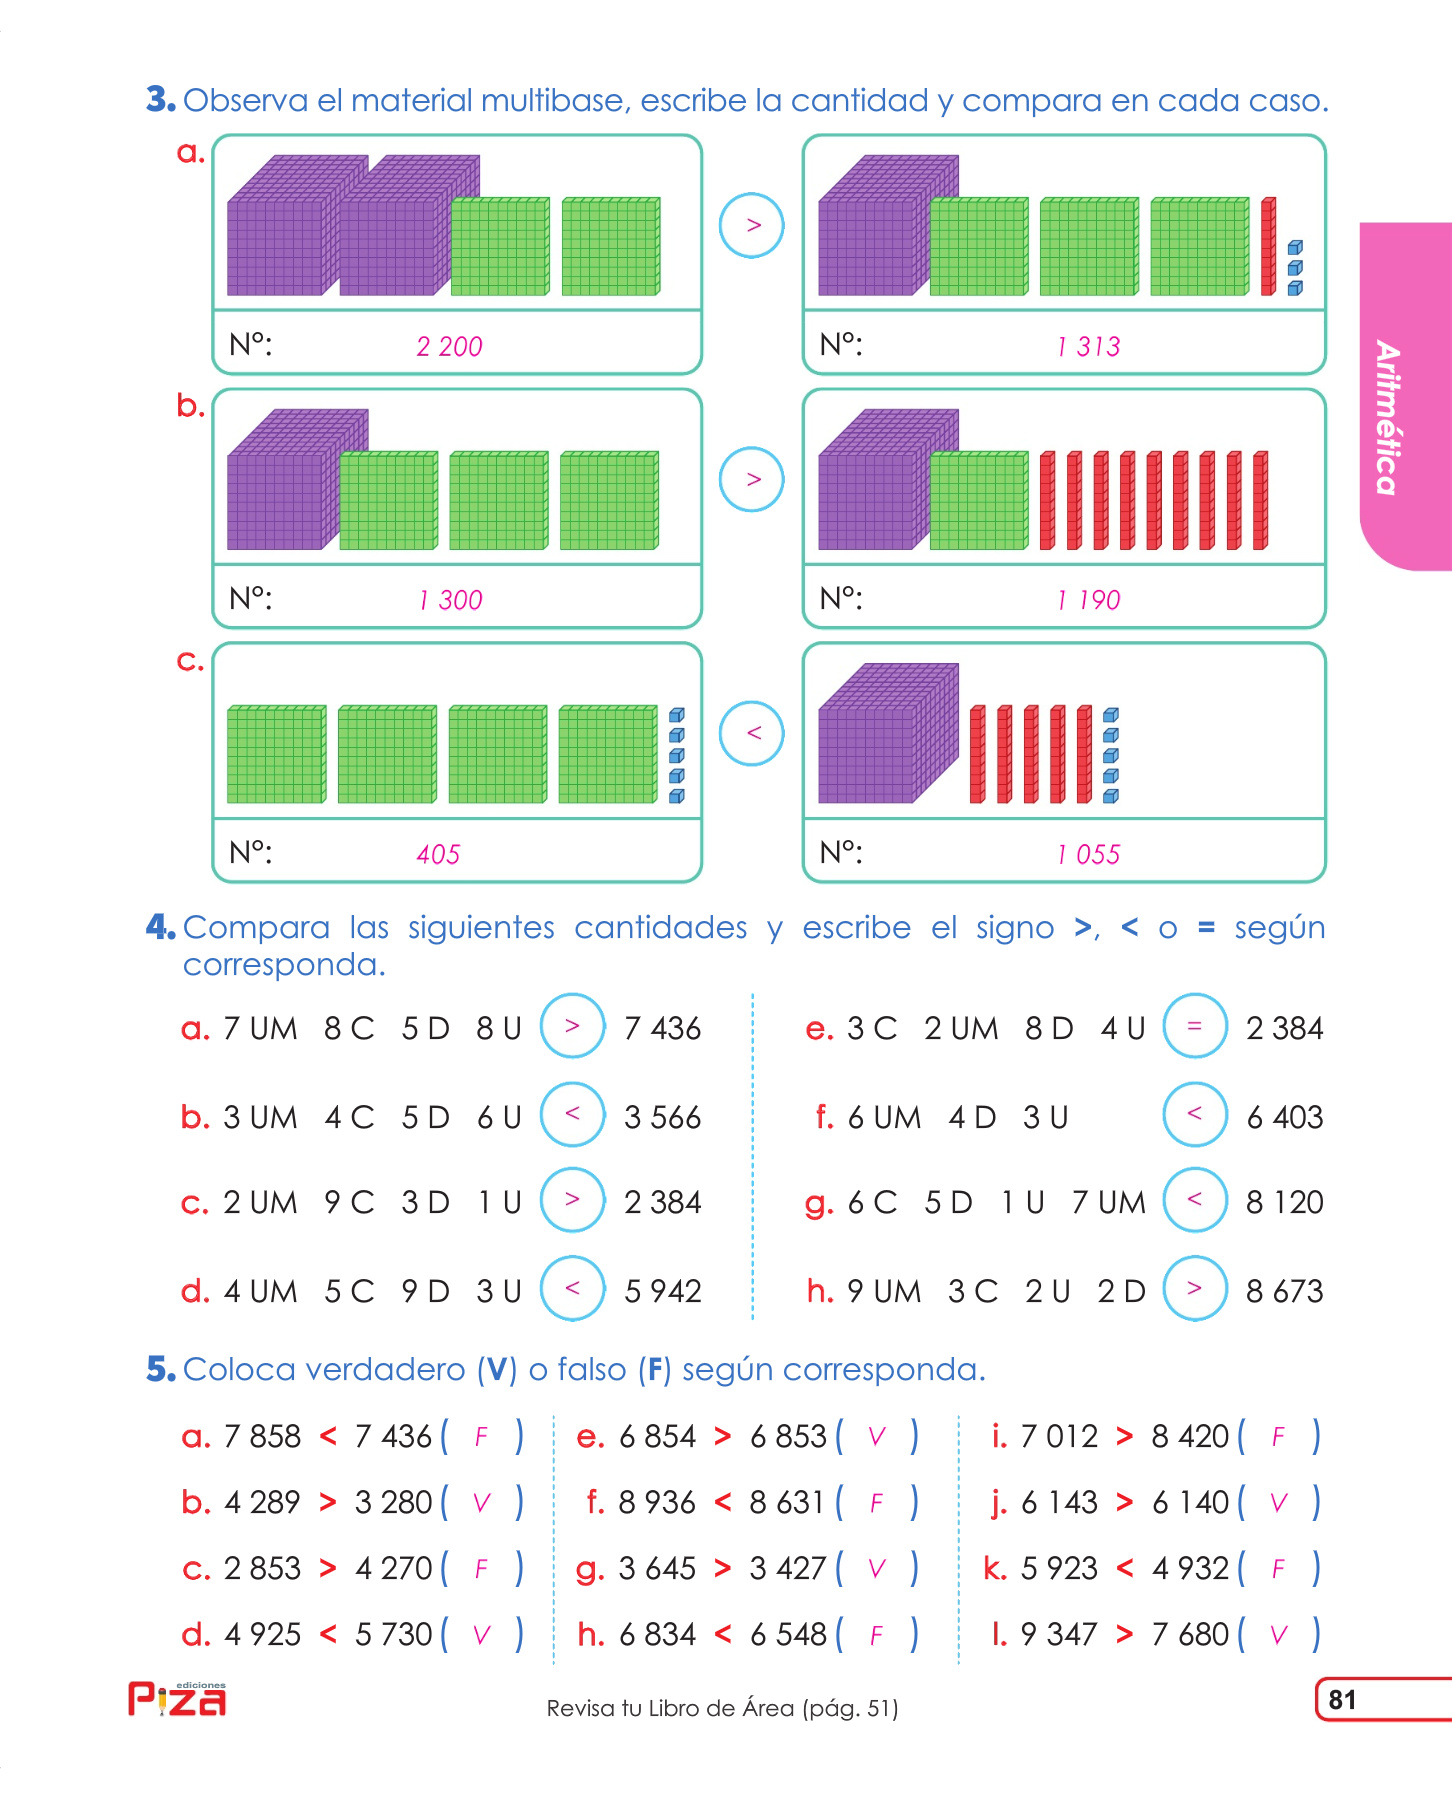 3. Observa el material multibase, escribe la cantidad y compara en cada caso.
a.
>
Nº: 2 200
Nº: 1 313
b.
>
Nº: 1 300
Nº: 1 190
c.
<
Nº: 405
Nº: 1 055
Aritmética
4. Compara las siguientes cantidades y escribe el signo >, < o = según
corresponda.
a. 7 UM 8 C 5 D 8 U > 7 436
b. 3 UM 4 C 5 D 6 U < 3 566
c. 2 UM 9 C 3 D 1 U > 2 384
d. 4 UM 5 C 9 D 3 U < 5 942
e. 3 C 2 UM 8 D 4 U = 2 384
f. 6 UM 4 D 3 U < 6 403
g. 6 C 5 D 1 U 7 UM < 8 120
h. 9 UM 3 C 2 U 2 D > 8 673
5. Coloca verdadero (V) o falso (F) según corresponda.
a. 7 858 < 7 436 ( F )
b. 4 289 > 3 280 ( V )
c. 2 853 > 4 270 ( F )
d. 4 925 < 5 730 ( V )
e. 6 854 > 6 853 ( V )
f. 8 936 < 8 631 ( F )
g. 3 645 > 3 427 ( V )
h. 6 834 < 6 548 ( F )
i. 7 012 > 8 420 ( F )
j. 6 143 > 6 140 ( V )
k. 5 923 < 4 932 ( F )
l. 9 347 > 7 680 ( V )
ediciones
Piza
Revisa tu Libro de Área (pág. 51)
81